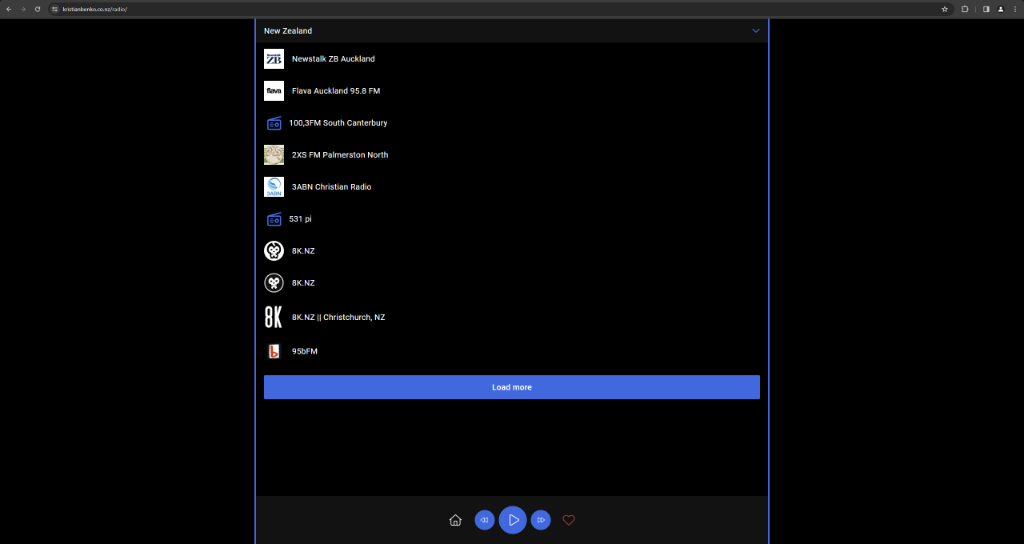 kristianbenko.co.nz/radio/
New Zealand
Newstalk
ZB
Newstalk ZB Auckland
flava
Flava Auckland 95.8 FM
100,3FM South Canterbury
2XS FM Palmerston North
3ABN
3ABN Christian Radio
531 pi
8K.NZ
8K.NZ
8K
8K.NZ || Christchurch, NZ
b
95bFM
Load more